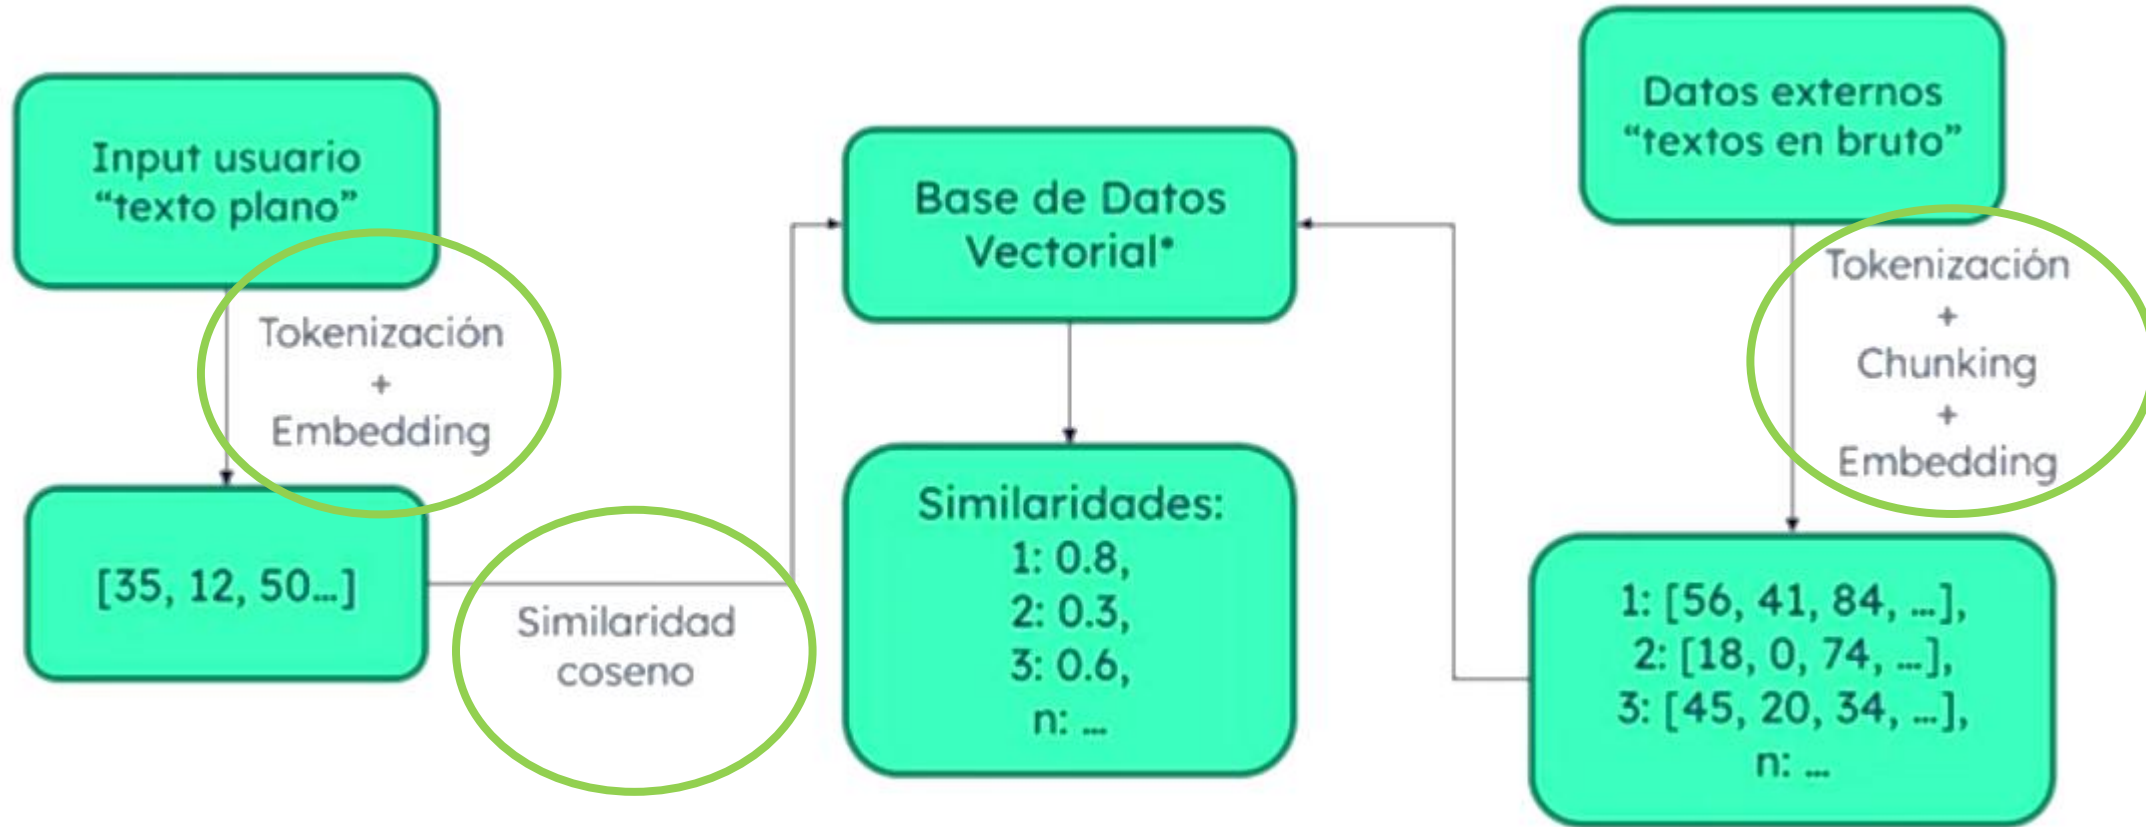 Input usuario
“texto plano”
Tokenización
+
Embedding
[35, 12, 50...]
Similaridad
coseno
Base de Datos
Vectorial*
Similaridades:
1: 0.8,
2: 0.3,
3: 0.6,
n: ...
Datos externos
“textos en bruto”
Tokenización
+
Chunking
+
Embedding
1: [56, 41, 84, ...],
2: [18, 0, 74, ...],
3: [45, 20, 34, ...],
n: ...